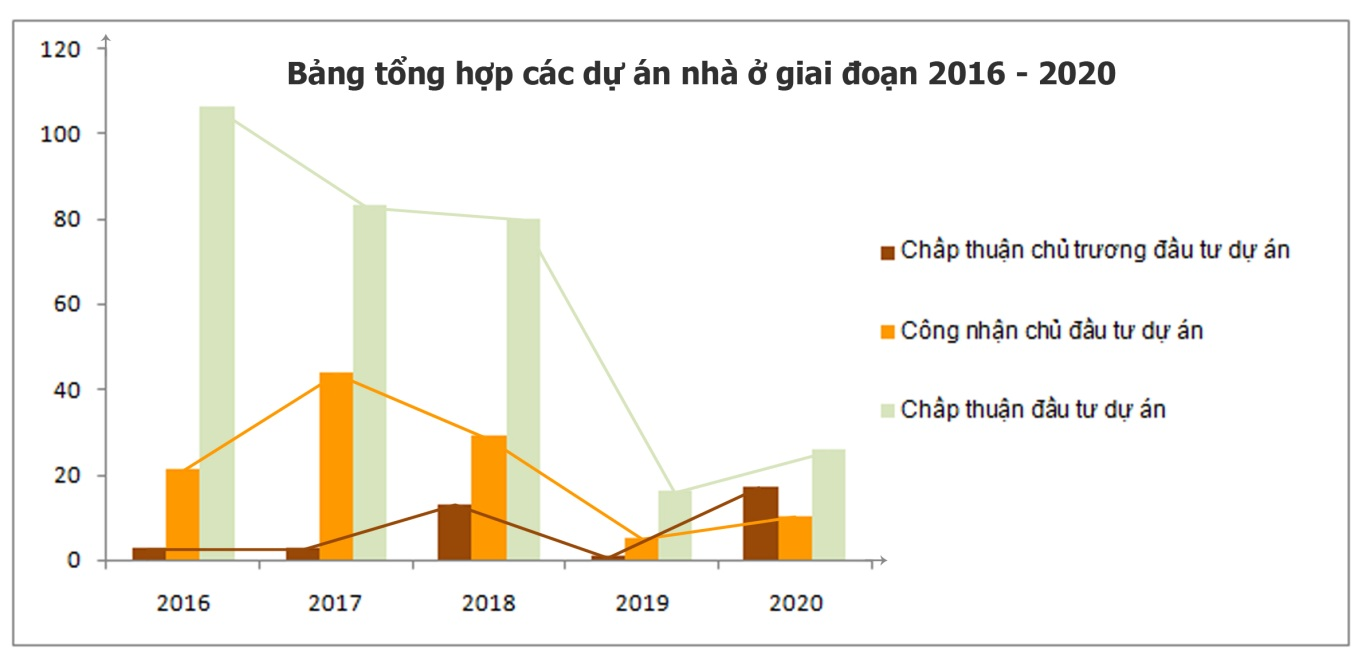 Bảng tổng hợp các dự án nhà ở giai đoạn 2016 - 2020
120
100
80
60
40
20
0
2016 2017 2018 2019 2020
Chấp thuận chủ trương đầu tư dự án
Công nhận chủ đầu tư dự án
Chấp thuận đầu tư dự án